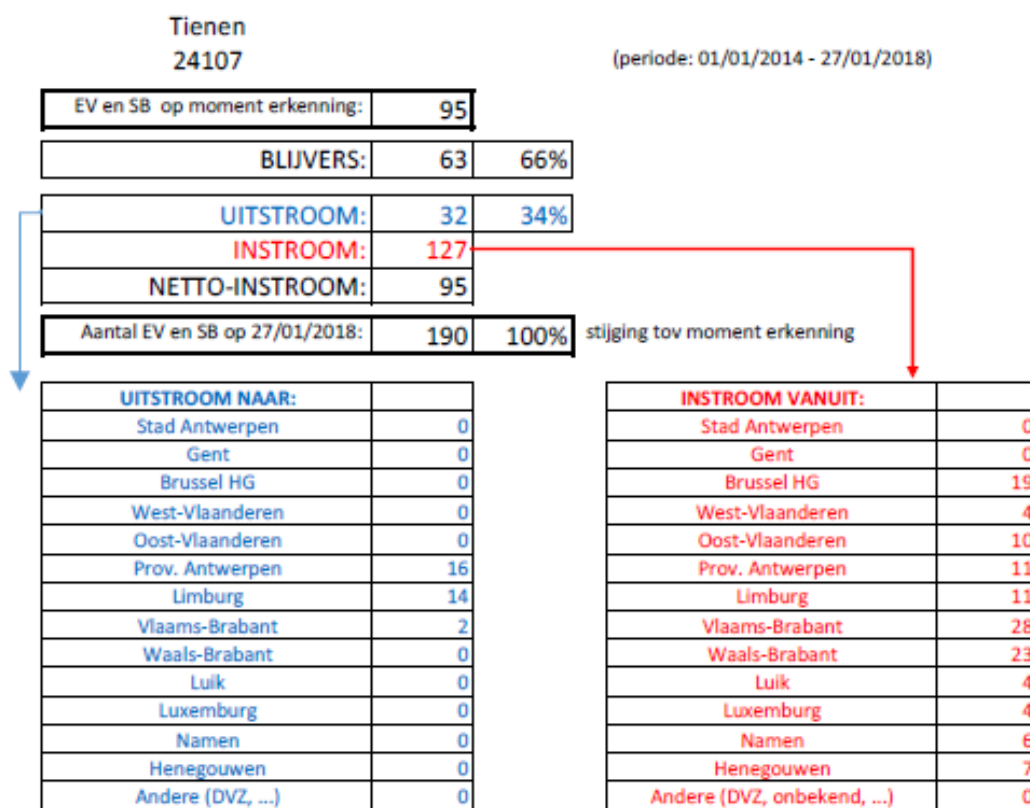 Tienen
24107
(periode: 01/01/2014 - 27/01/2018)
EV en SB op moment erkenning: 95
BLIJVERS: 63 66%
UITSTROOM: 32 34%
INSTROOM: 127
NETTO-INSTROOM: 95
Aantal EV en SB op 27/01/2018: 190 100% stijging tov moment erkenning
UITSTROOM NAAR:
Stad Antwerpen 0
Gent 0
Brussel HG 0
West-Vlaanderen 0
Oost-Vlaanderen 0
Prov. Antwerpen 16
Limburg 14
Vlaams-Brabant 2
Waals-Brabant 0
Luik 0
Luxemburg 0
Namen 0
Henegouwen 0
Andere (DVZ, ...) 0
INSTROOM VANUIT:
Stad Antwerpen 0
Gent 0
Brussel HG 19
West-Vlaanderen 4
Oost-Vlaanderen 10
Prov. Antwerpen 11
Limburg 11
Vlaams-Brabant 28
Waals-Brabant 23
Luik 4
Luxemburg 4
Namen 6
Henegouwen 7
Andere (DVZ, onbekend, ...) 0